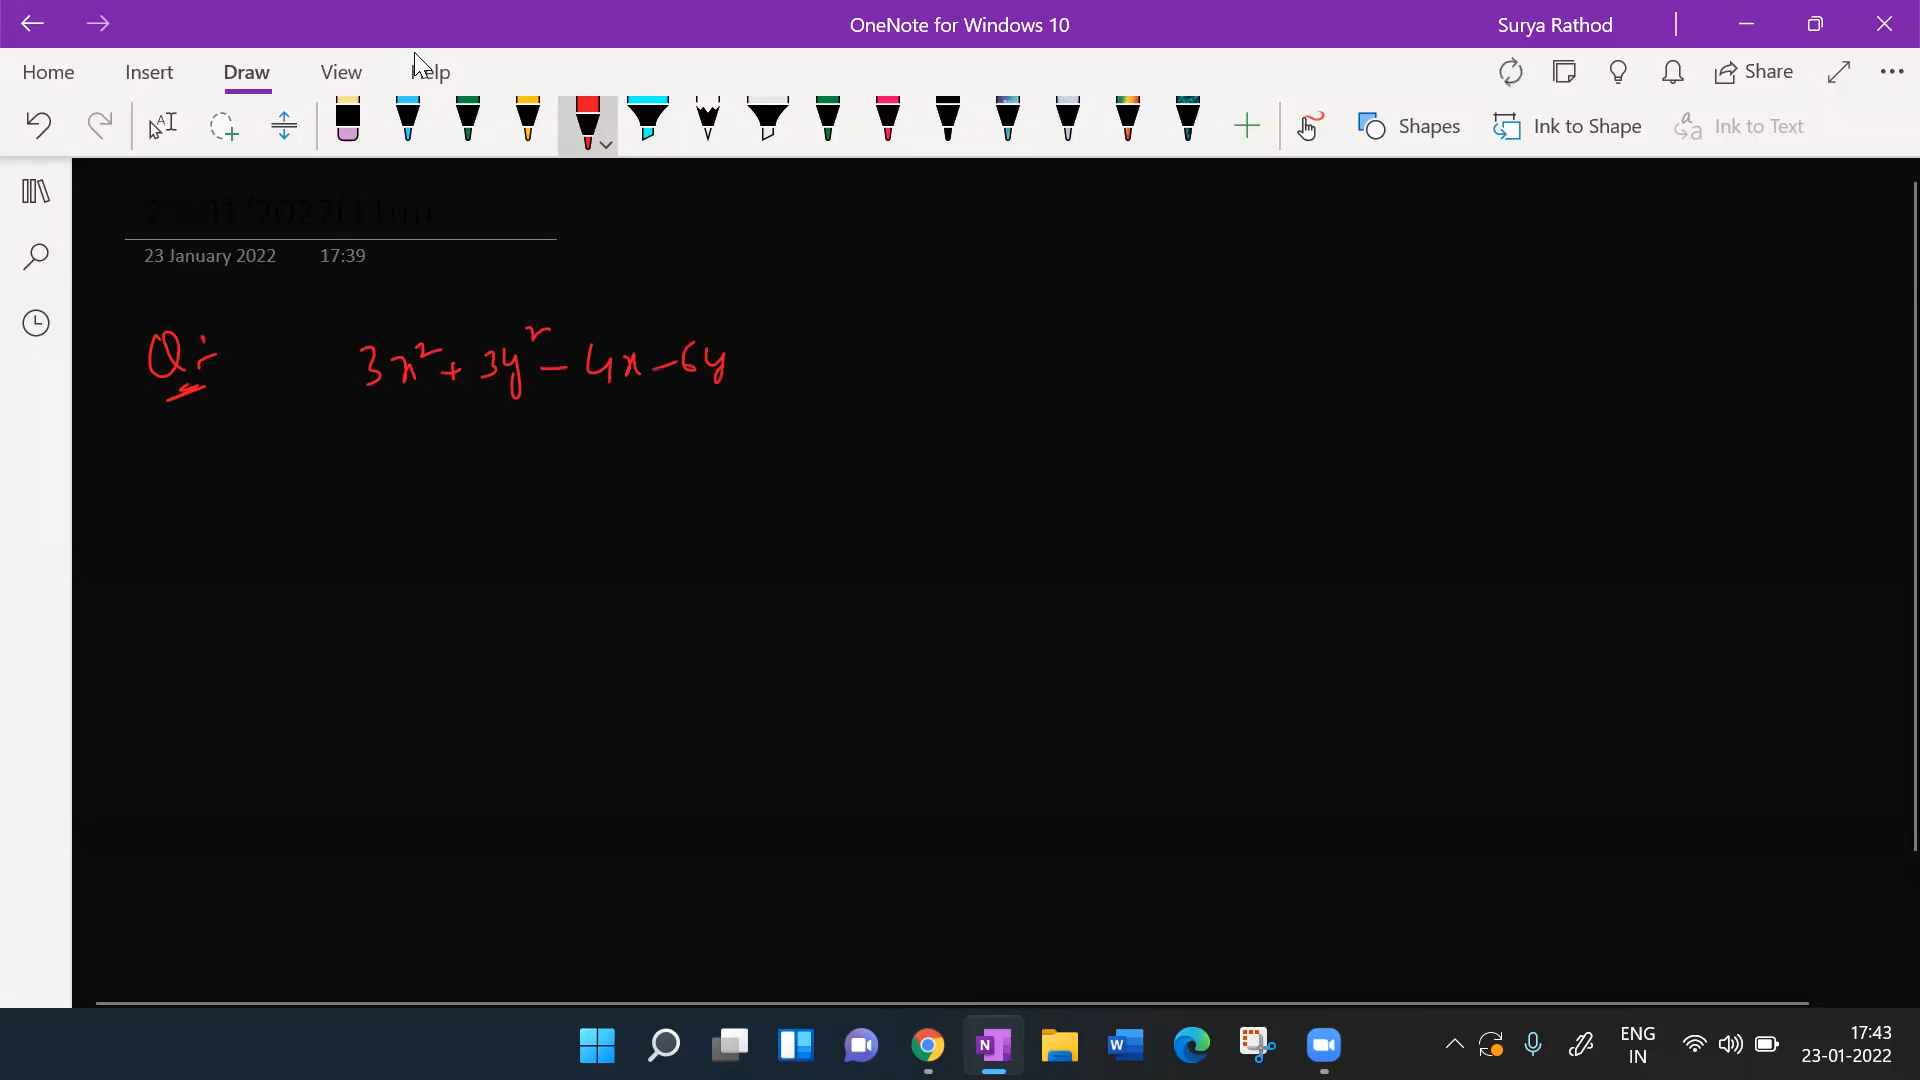 OneNote for Windows 10
Surya Rathod
Home Insert Draw View Help
Share
Shapes Ink to Shape Ink to Text
23 January 2022 17:39
Q:- 3x² + 3y² - 4x - 6y
ENG
IN
17:43
23-01-2022